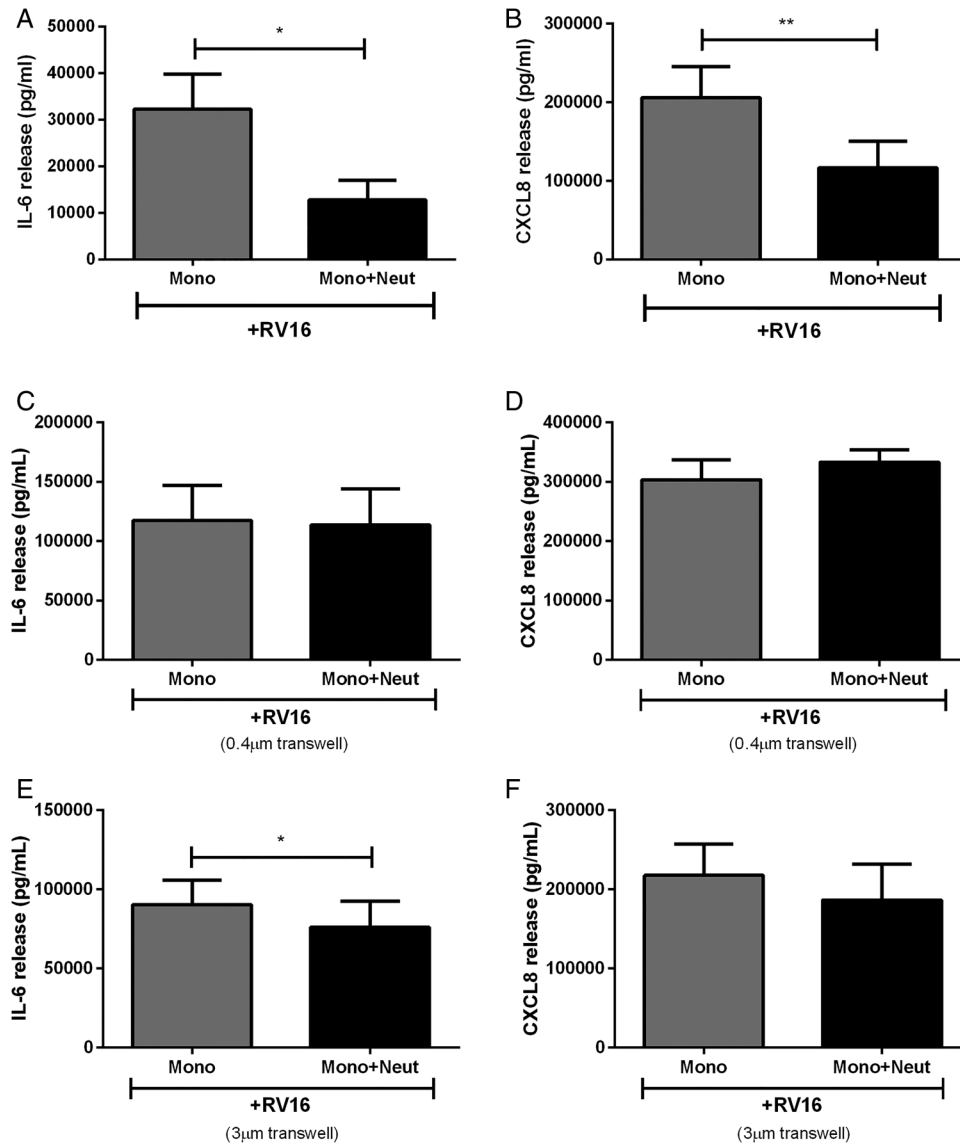 A
IL-6 release (pg/ml)
50000
40000
30000
20000
10000
0
*
Mono
Mono+Neut
+RV16
B
CXCL8 release (pg/ml)
300000
200000
100000
0
**
Mono
Mono+Neut
+RV16
C
IL-6 release (pg/mL)
200000
150000
100000
50000
0
Mono
Mono+Neut
+RV16
(0.4μm transwell)
D
CXCL8 release (pg/mL)
400000
300000
200000
100000
0
Mono
Mono+Neut
+RV16
(0.4μm transwell)
E
IL-6 release (pg/mL)
150000
100000
50000
0
*
Mono
Mono+Neut
+RV16
(3μm transwell)
F
CXCL8 release (pg/mL)
300000
200000
100000
0
Mono
Mono+Neut
+RV16
(3μm transwell)